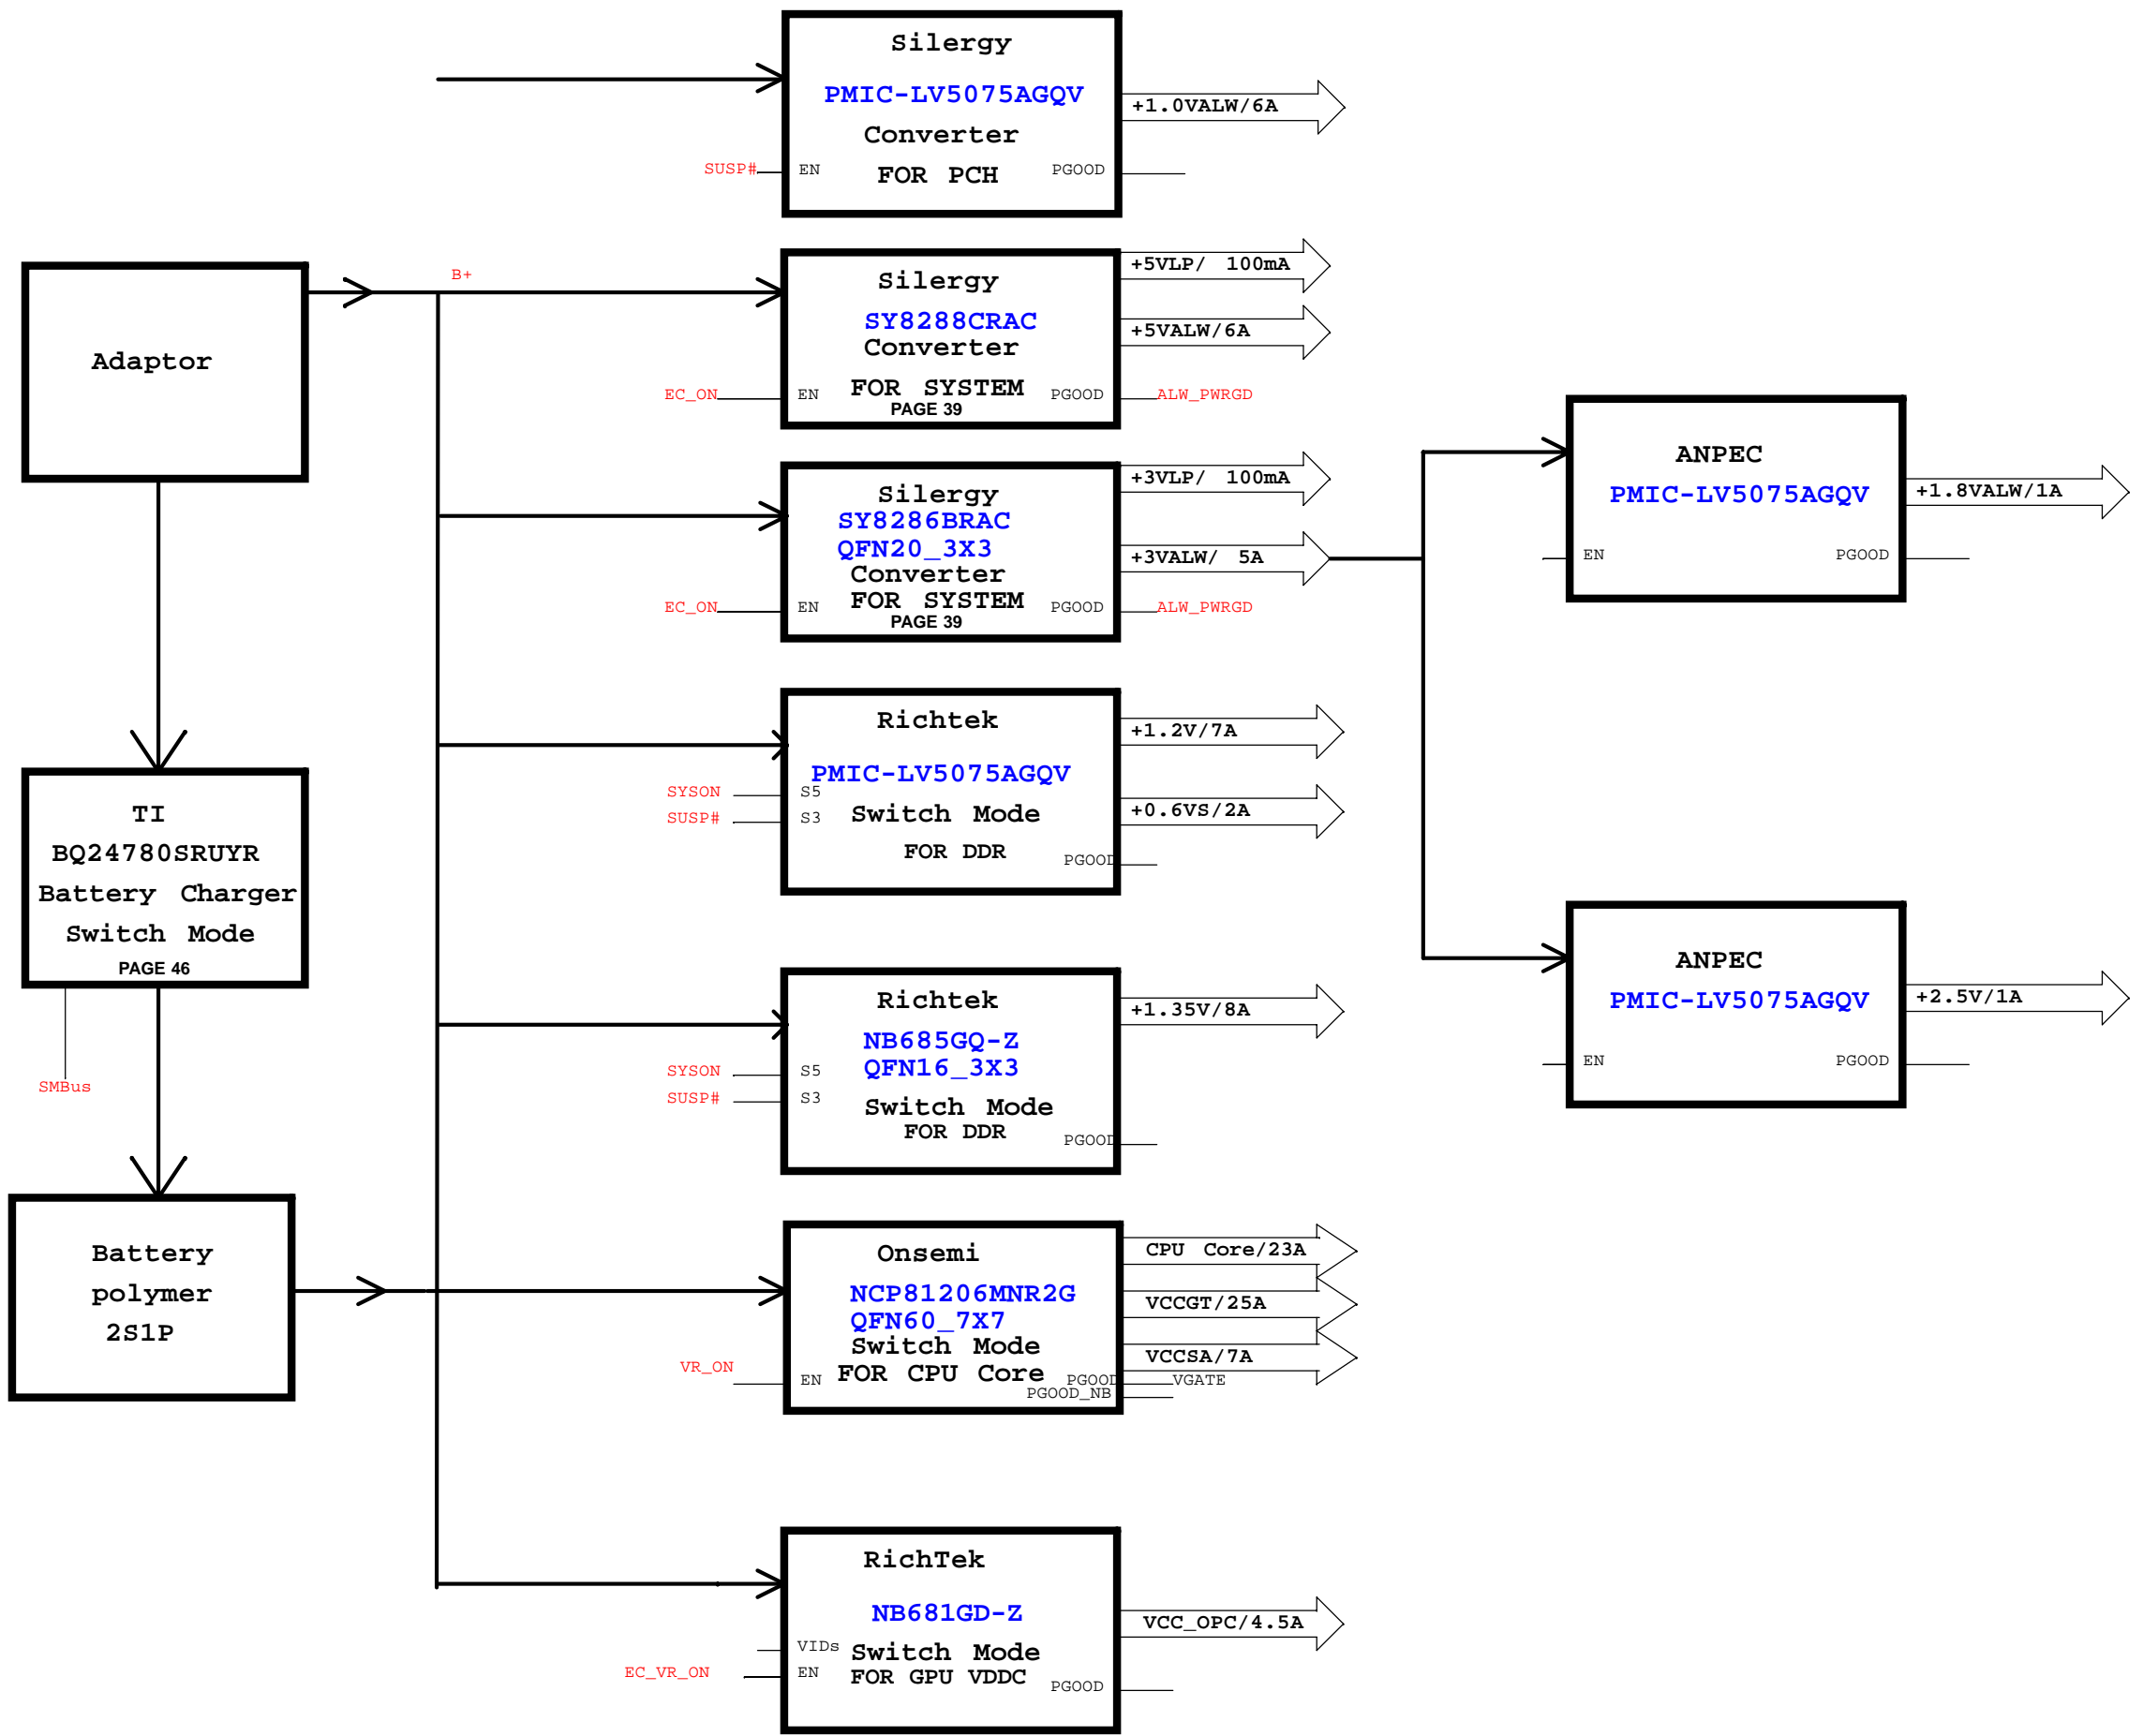 Silergy
PMIC-LV5075AGQV
Converter
FOR PCH
SUSP#
EN
PGOOD
+1.0VALW/6A
Adaptor
B+
Silergy
SY8288CRAC
Converter
FOR SYSTEM
PAGE 39
EC_ON
EN
PGOOD
ALW_PWRGD
+5VLP/ 100mA
+5VALW/6A
Silergy
SY8286BRAC
QFN20_3X3
Converter
FOR SYSTEM
PAGE 39
EC_ON
EN
PGOOD
ALW_PWRGD
+3VLP/ 100mA
+3VALW/ 5A
ANPEC
PMIC-LV5075AGQV
EN
PGOOD
+1.8VALW/1A
Richtek
PMIC-LV5075AGQV
Switch Mode
FOR DDR
SYSON
S5
SUSP#
S3
PGOOD
+1.2V/7A
+0.6VS/2A
TI
BQ24780SRUYR
Battery Charger
Switch Mode
PAGE 46
SMBus
ANPEC
PMIC-LV5075AGQV
EN
PGOOD
+2.5V/1A
Richtek
NB685GQ-Z
QFN16_3X3
Switch Mode
FOR DDR
SYSON
S5
SUSP#
S3
PGOOD
+1.35V/8A
Battery
polymer
2S1P
Onsemi
NCP81206MNR2G
QFN60_7X7
Switch Mode
FOR CPU Core
VR_ON
EN
PGOOD
VGATE
PGOOD_NB
CPU Core/23A
VCCGT/25A
VCCSA/7A
RichTek
NB681GD-Z
Switch Mode
FOR GPU VDDC
VIDs
EC_VR_ON
EN
PGOOD
VCC_OPC/4.5A